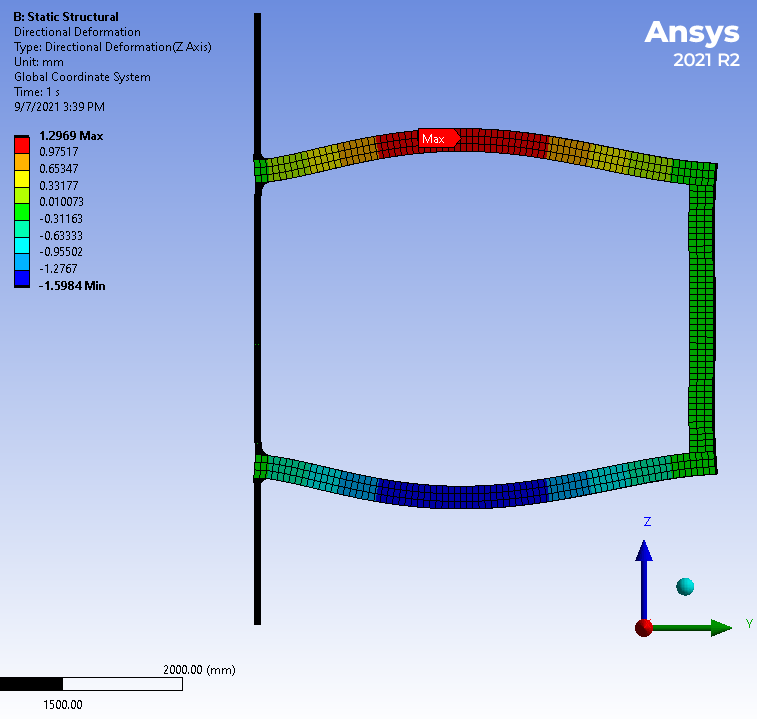 B: Static Structural
Directional Deformation
Type: Directional Deformation(Z Axis)
Unit: mm
Global Coordinate System
Time: 1 s
9/7/2021 3:39 PM
Ansys
2021 R2
1.2969 Max
0.97517
0.65347
0.33177
0.010073
-0.31163
-0.63333
-0.95502
-1.2767
-1.5984 Min
Max
Z
Y
2000.00 (mm)
1500.00